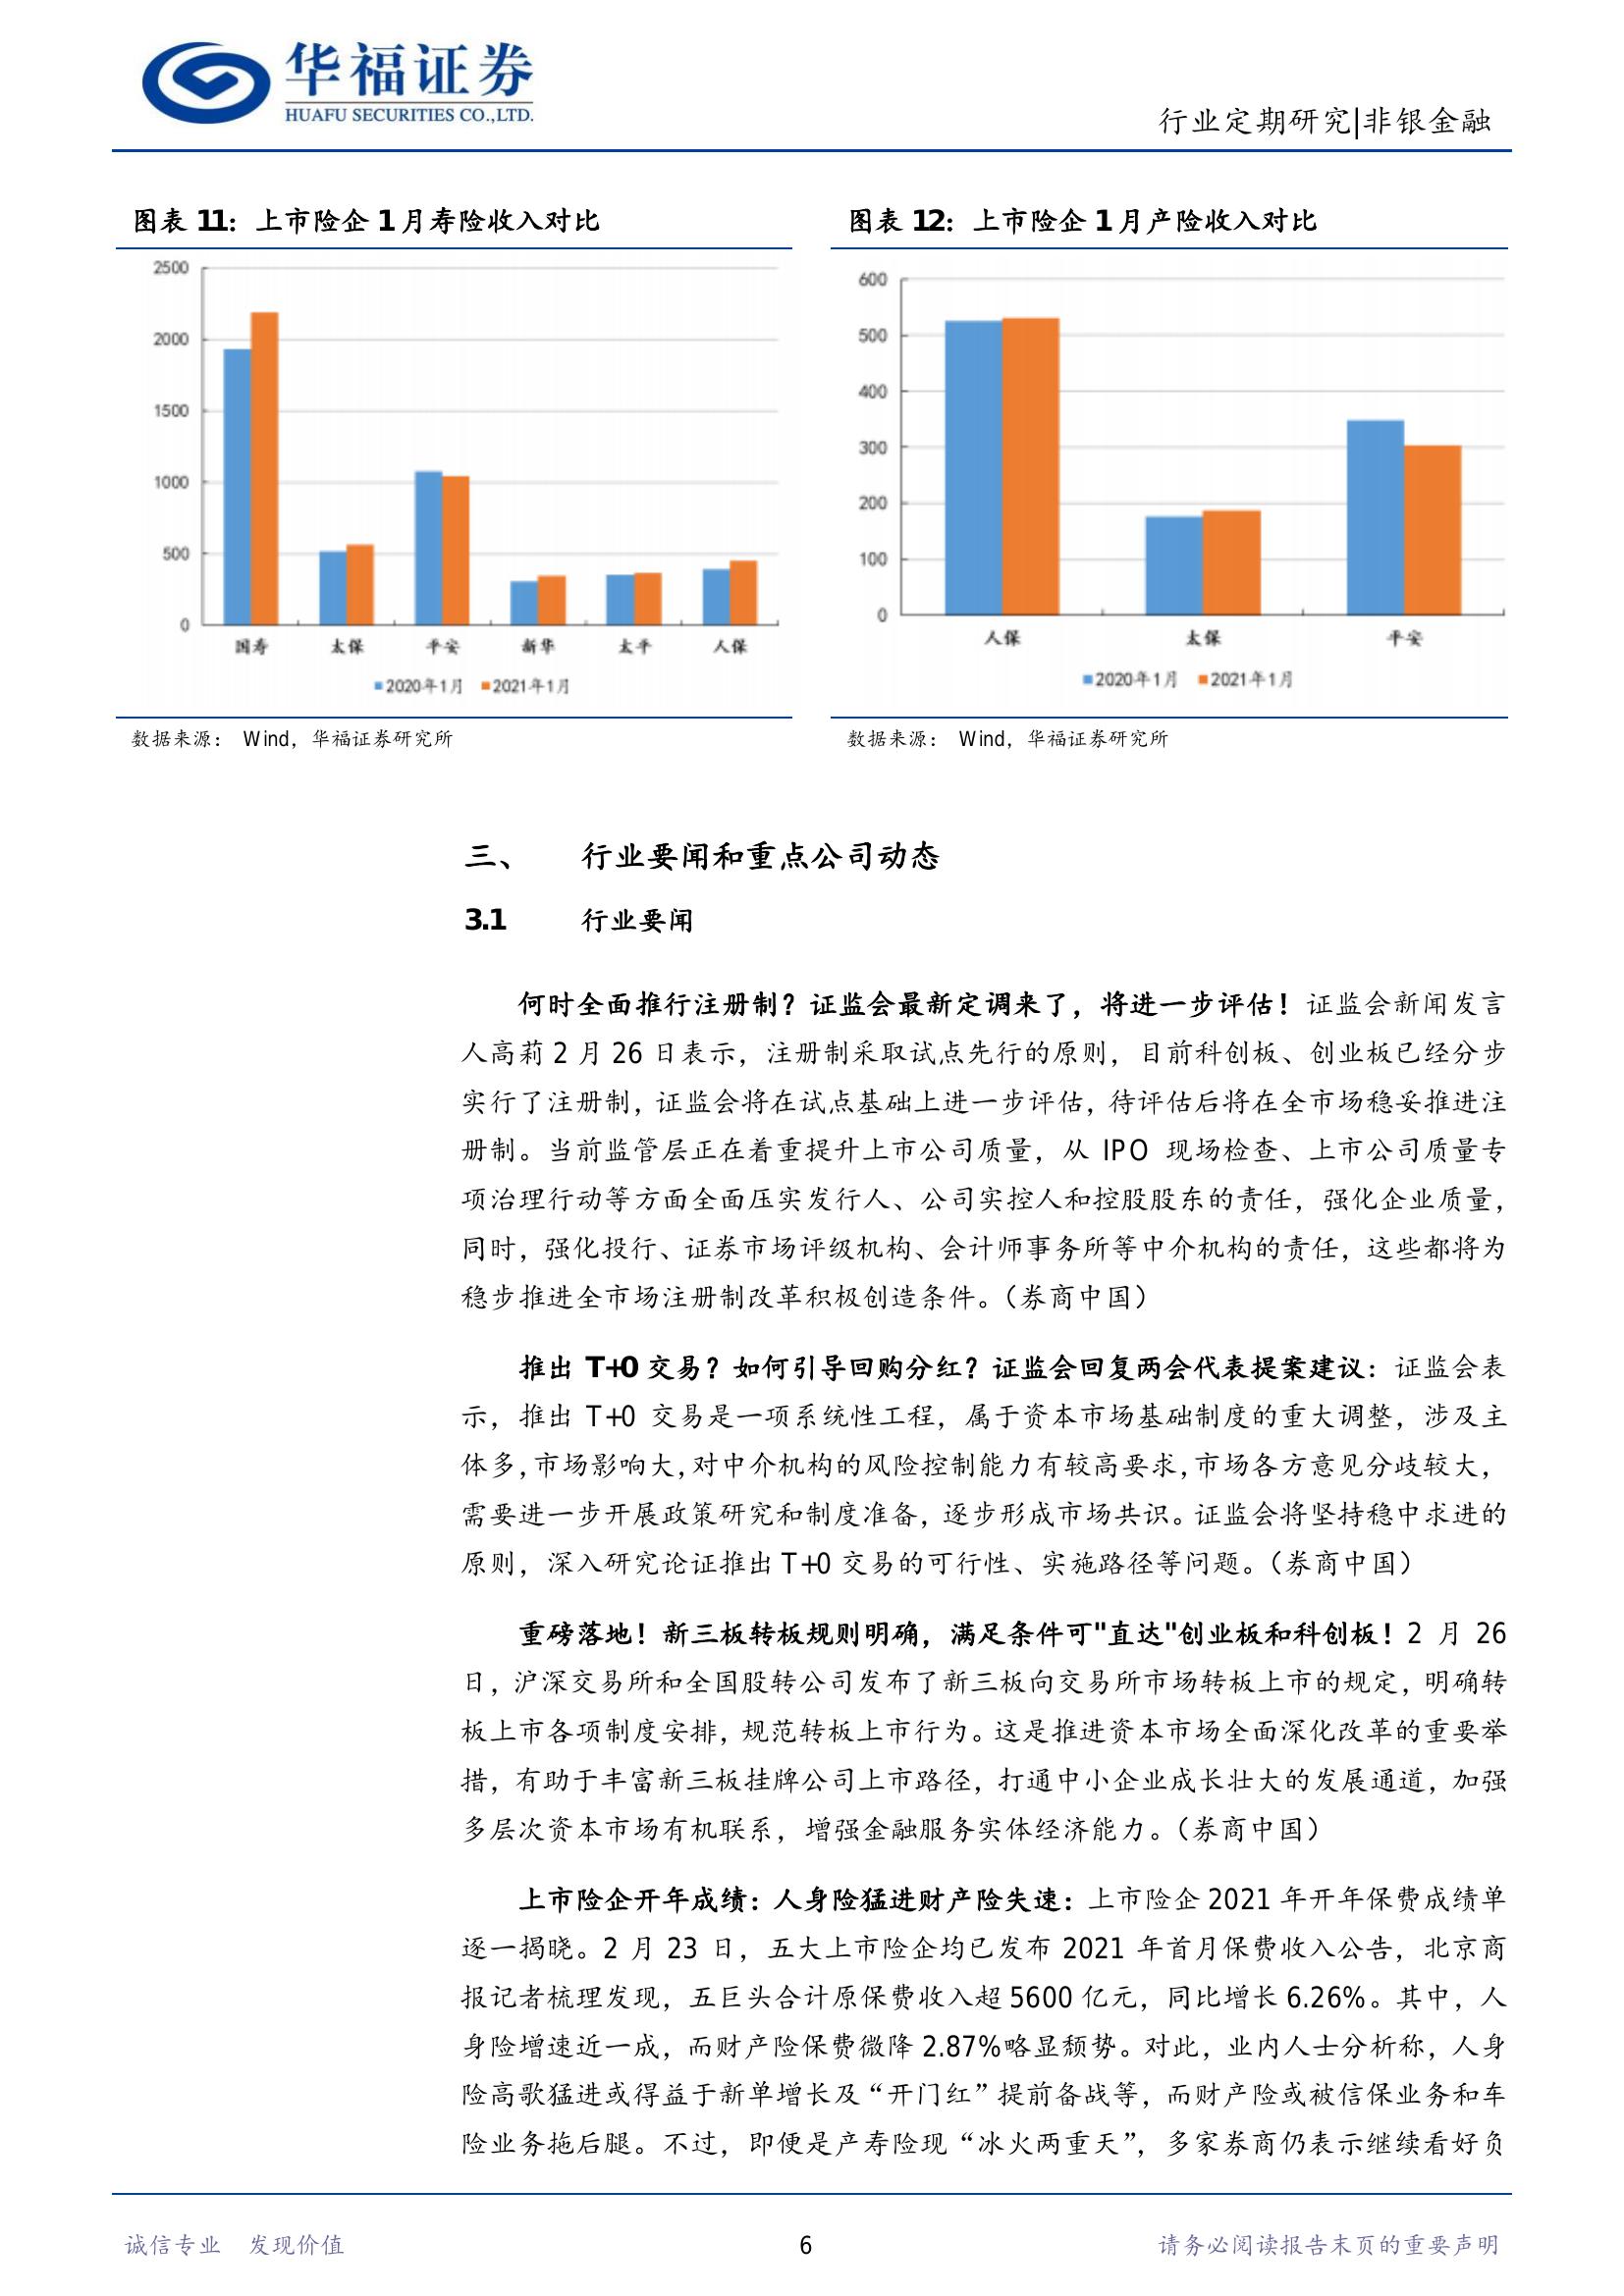 华福证券
HUAFU SECURITIES CO.,LTD.
行业定期研究|非银金融
图表 11：上市险企 1 月寿险收入对比
2500
2000
1500
1000
500
0
国寿 太保 平安 新华 太平 人保
2020年1月 2021年1月
数据来源： Wind，华福证券研究所
图表 12：上市险企 1 月产险收入对比
600
500
400
300
200
100
0
人保 太保 平安
2020年1月 2021年1月
数据来源： Wind，华福证券研究所
三、 行业要闻和重点公司动态
3.1 行业要闻
何时全面推行注册制？证监会最新定调来了，将进一步评估！证监会新闻发言
人高莉 2 月 26 日表示，注册制采取试点先行的原则，目前科创板、创业板已经分步
实行了注册制，证监会将在试点基础上进一步评估，待评估后将在全市场稳妥推进注
册制。当前监管层正在着重提升上市公司质量，从 IPO 现场检查、上市公司质量专
项治理行动等方面全面压实发行人、公司实控人和控股股东的责任，强化企业质量，
同时，强化投行、证券市场评级机构、会计师事务所等中介机构的责任，这些都将为
稳步推进全市场注册制改革积极创造条件。（券商中国）
推出 T+0 交易？如何引导回购分红？证监会回复两会代表提案建议：证监会表
示，推出 T+0 交易是一项系统性工程，属于资本市场基础制度的重大调整，涉及主
体多，市场影响大，对中介机构的风险控制能力有较高要求，市场各方意见分歧较大，
需要进一步开展政策研究和制度准备，逐步形成市场共识。证监会将坚持稳中求进的
原则，深入研究论证推出 T+0 交易的可行性、实施路径等问题。（券商中国）
重磅落地！新三板转板规则明确，满足条件可"直达"创业板和科创板！2 月 26
日，沪深交易所和全国股转公司发布了新三板向交易所市场转板上市的规定，明确转
板上市各项制度安排，规范转板上市行为。这是推进资本市场全面深化改革的重要举
措，有助于丰富新三板挂牌公司上市路径，打通中小企业成长壮大的发展通道，加强
多层次资本市场有机联系，增强金融服务实体经济能力。（券商中国）
上市险企开年成绩：人身险猛进财产险失速：上市险企 2021 年开年保费成绩单
逐一揭晓。2 月 23 日，五大上市险企均已发布 2021 年首月保费收入公告，北京商
报记者梳理发现，五巨头合计原保费收入超 5600 亿元，同比增长 6.26%。其中，人
身险增速近一成，而财产险保费微降 2.87%略显颓势。对此，业内人士分析称，人身
险高歌猛进或得益于新单增长及“开门红”提前备战等，而财产险或被信保业务和车
险业务拖后腿。不过，即便是产寿险现“冰火两重天”，多家券商仍表示继续看好负
诚信专业 发现价值
6
请务必阅读报告末页的重要声明